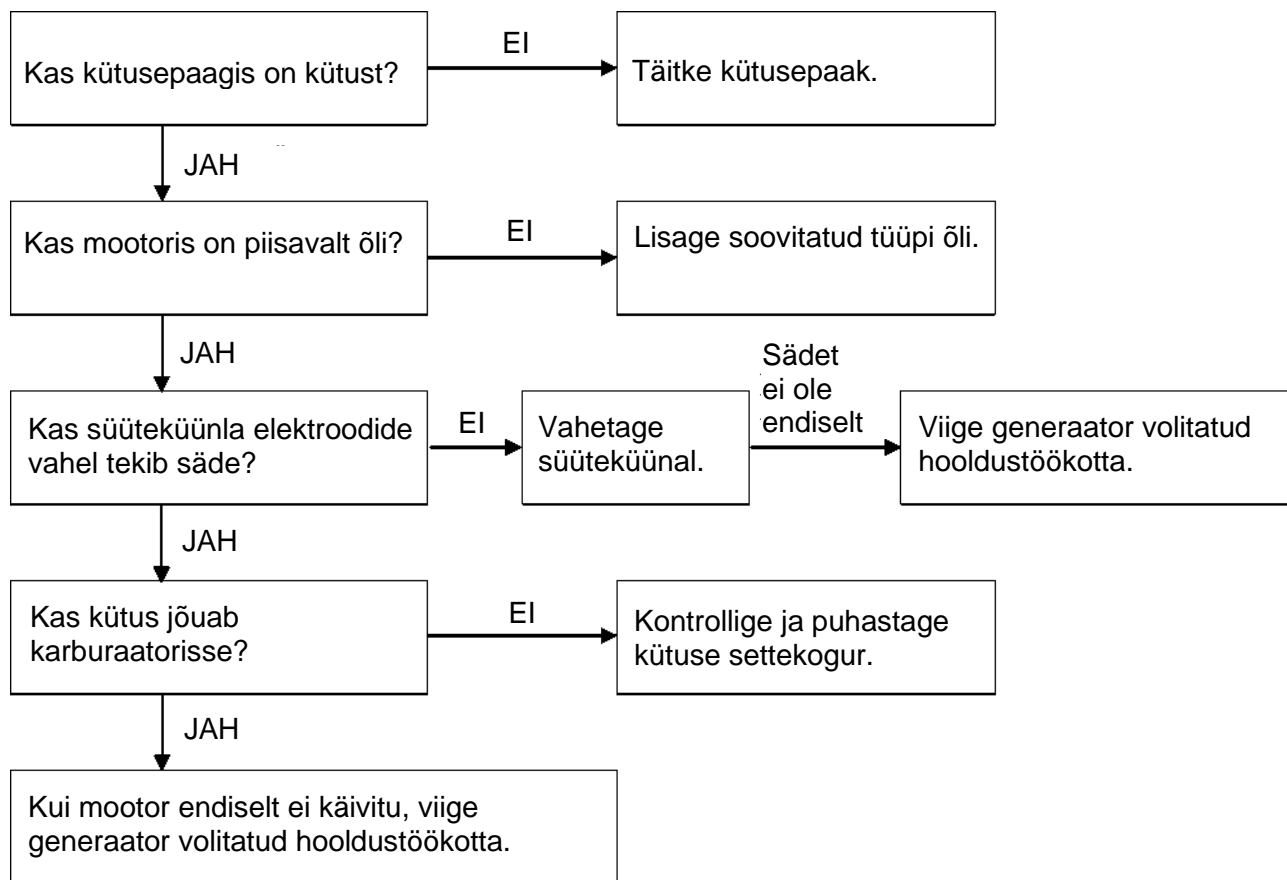 Kas kütusepaagis on kütust?
EI
Täitke kütusepaak.
JAH
Kas mootoris on piisavalt õli?
EI
Lisage soovitatud tüüpi õli.
JAH
Kas süüteküünla elektroodide
vahel tekib säde?
EI
Vahetage
süüteküünal.
Sädet
ei ole
endiselt
Viige generaator volitatud
hooldustöökotta.
JAH
Kas kütus jõuab
karburaatorisse?
EI
Kontrollige ja puhastage
kütuse settekogur.
JAH
Kui mootor endiselt ei käivitu, viige
generaator volitatud hooldustöökotta.